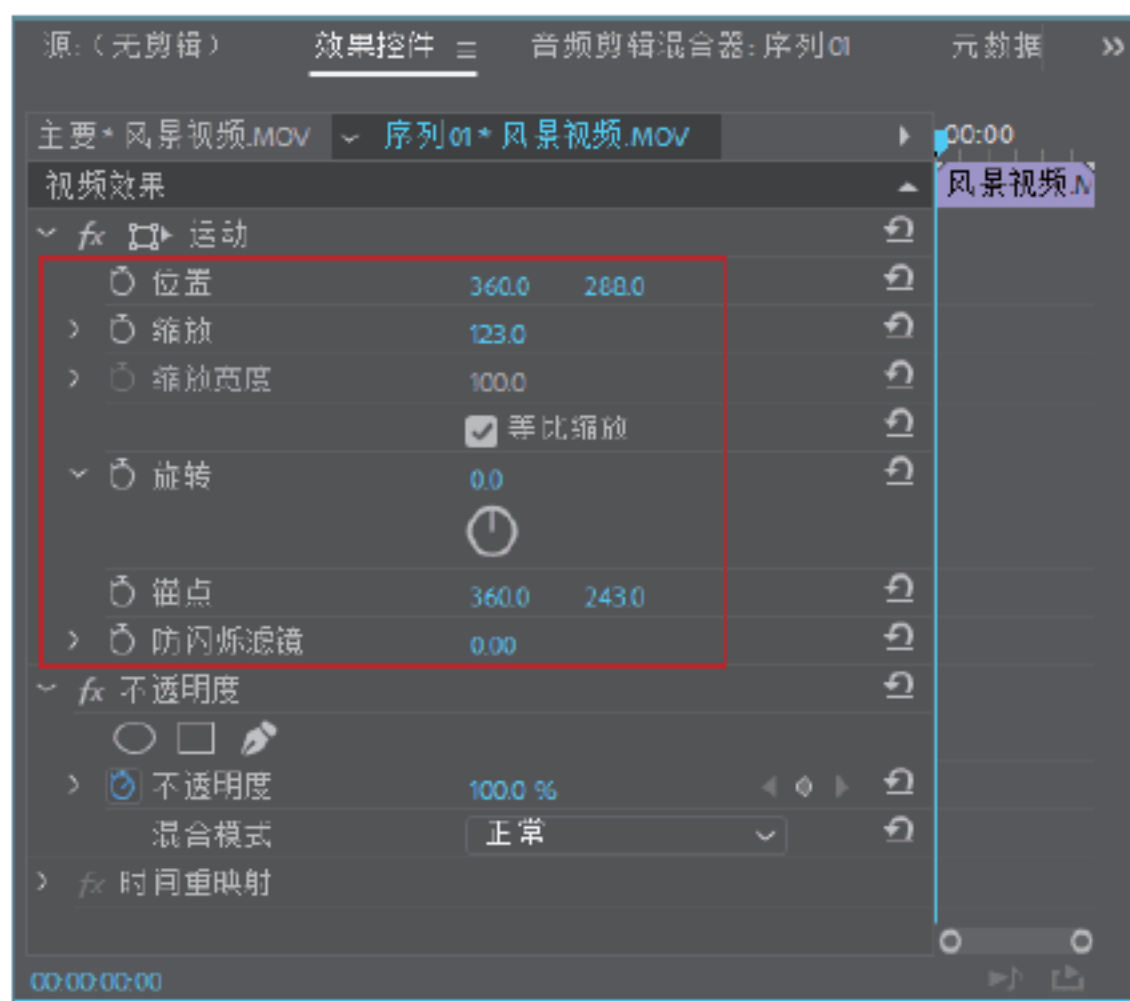 源:（无剪辑） 效果控件 音频剪辑混合器:序列 01 元数据 »
主要* 风景视频.MOV 序列 01* 风景视频.MOV 00:00
视频效果 风景视频.M
fx 运动
位置 360.0 288.0
缩放 123.0
缩放宽度 100.0
等比缩放
旋转 0.0
锚点 360.0 243.0
防闪烁滤镜 0.00
fx 不透明度
不透明度 100.0 %
混合模式 正常
fx 时间重映射
00:00:00:00